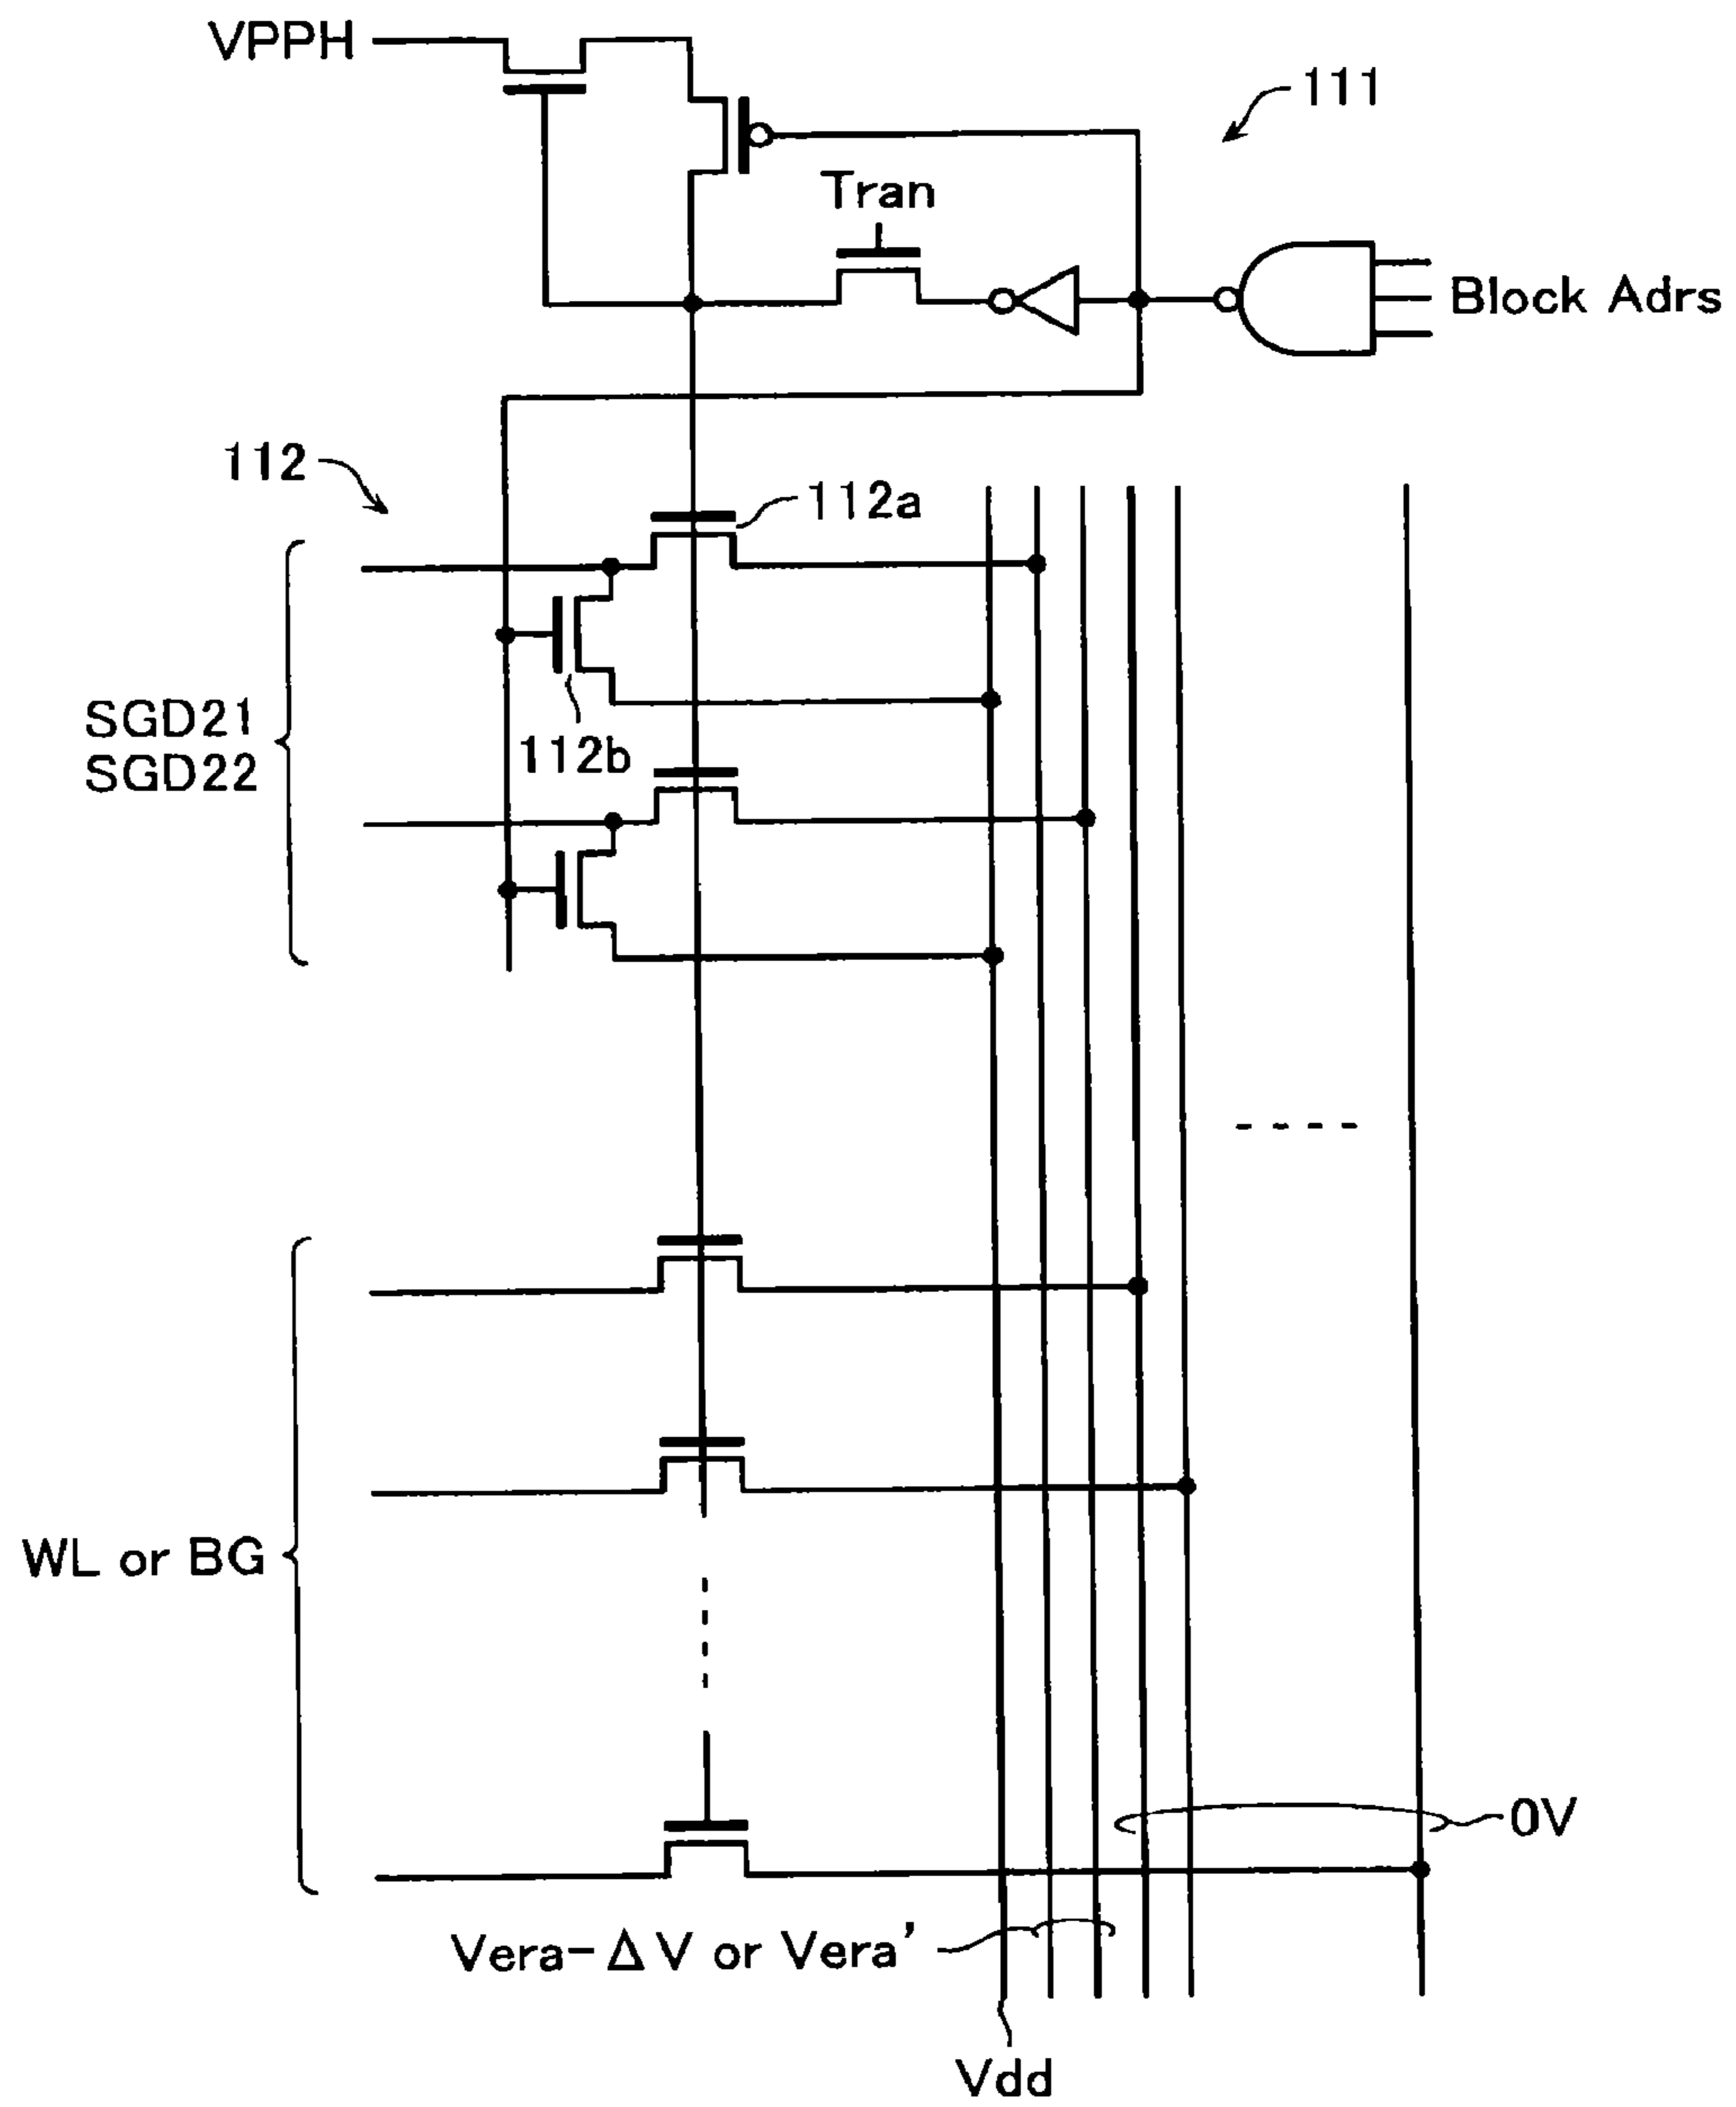 VPPH
111
Tran
Block Adrs
112
112a
SGD21
SGD22
112b
WL or BG
0V
Vera-ΔV or Vera’
Vdd